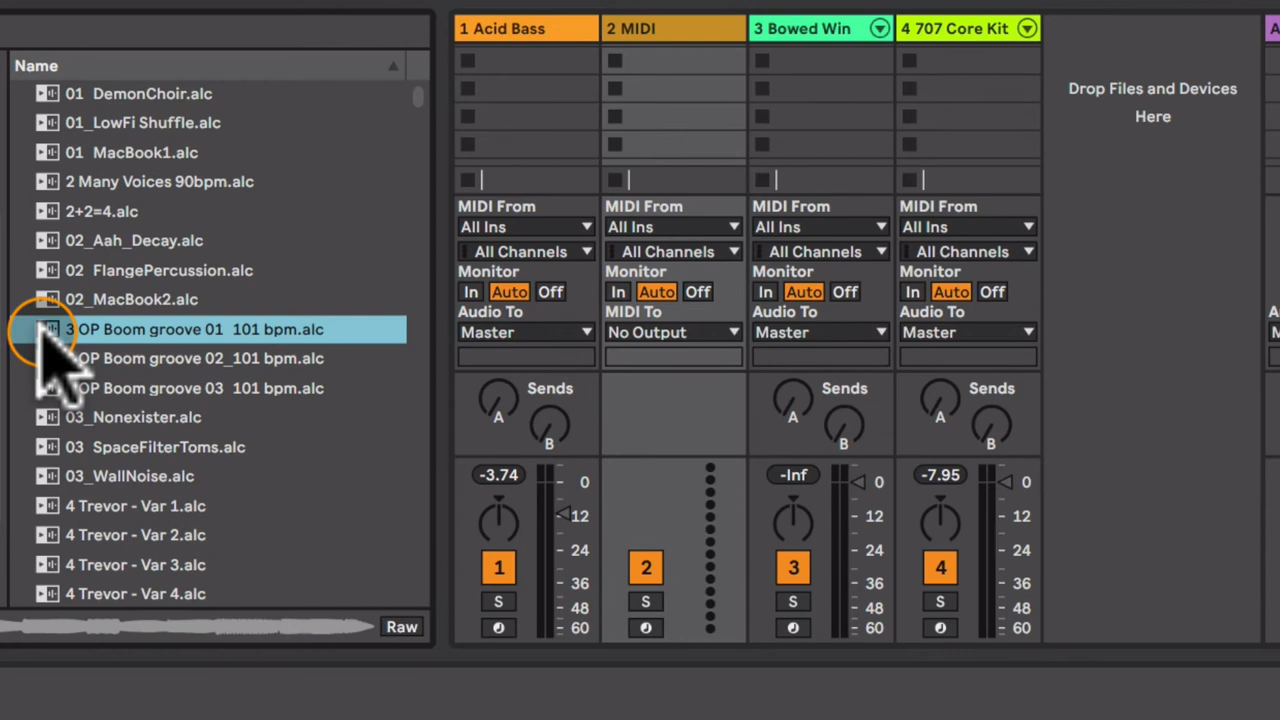 Name
01 DemonChoir.alc
01_LowFi Shuffle.alc
01 MacBook1.alc
2 Many Voices 90bpm.alc
2+2=4.alc
02_Aah_Decay.alc
02 FlangePercussion.alc
02_MacBook2.alc
3 OP Boom groove 01 101 bpm.alc
OP Boom groove 02_101 bpm.alc
OP Boom groove 03 101 bpm.alc
03_Nonexister.alc
03 SpaceFilterToms.alc
03_WallNoise.alc
4 Trevor - Var 1.alc
4 Trevor - Var 2.alc
4 Trevor - Var 3.alc
4 Trevor - Var 4.alc
Raw
1 Acid Bass 2 MIDI 3 Bowed Win 4 707 Core Kit A
Drop Files and Devices
Here
MIDI From MIDI From MIDI From MIDI From
All Ins All Ins All Ins All Ins
All Channels All Channels All Channels All Channels
Monitor Monitor Monitor Monitor
In Auto Off In Auto Off In Auto Off In Auto Off
Audio To MIDI To Audio To Audio To A
Master No Output Master Master M
Sends Sends Sends
A A A
B B B
-3.74 0 -Inf 0 -7.95 0
12 12 12
24 24 24
1 2 3 4
36 36 36
S S S S
48 48 48
60 60 60